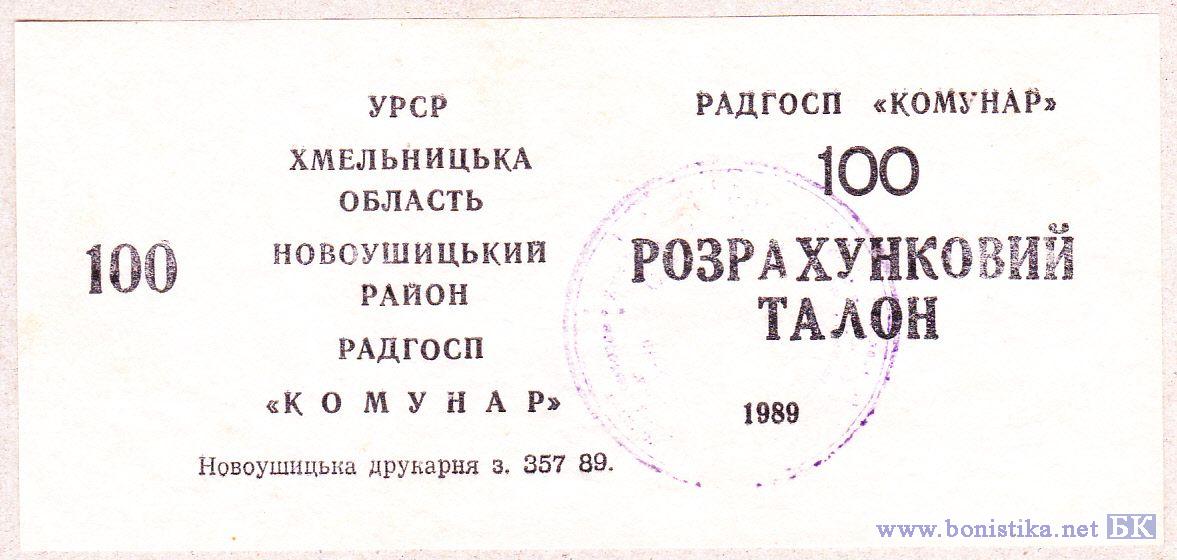 100
УРСР
ХМЕЛЬНИЦЬКА
ОБЛАСТЬ
НОВОУШИЦЬКИЙ
РАЙОН
РАДГОСП
«КОМУНАР»
Новоушицька друкарня з. 357 89.
РАДГОСП «КОМУНАР»
100
РОЗРАХУНКОВИЙ
ТАЛОН
1989
www.bonistika.net БК